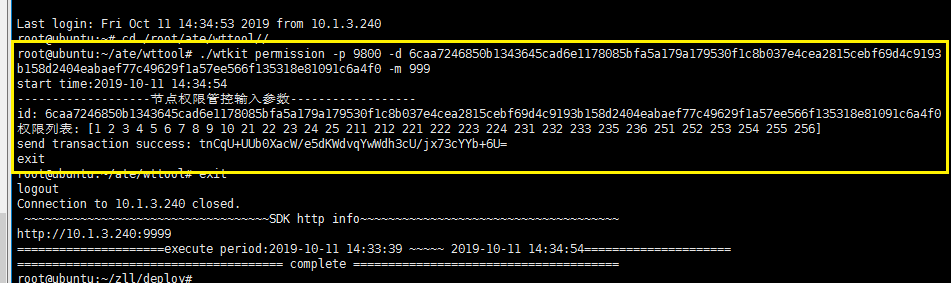 Last login: Fri Oct 11 14:34:53 2019 from 10.1.3.240
root@ubuntu:~# cd /root/ate/wttool//
root@ubuntu:~/ate/wttool# ./wtkit permission -p 9800 -d 6caa7246850b1343645cad6e1178085bfa5a179a179530f1c8b037e4cea2815cebf69d4c9193
b158d2404eabaef77c49629f1a57ee566f135318e81091c6a4f0 -m 999
start time:2019-10-11 14:34:54
-------------------节点权限管控输入参数------------------
id: 6caa7246850b1343645cad6e1178085bfa5a179a179530f1c8b037e4cea2815cebf69d4c9193b158d2404eabaef77c49629f1a57ee566f135318e81091c6a4f0
权限列表: [1 2 3 4 5 6 7 8 9 10 21 22 23 24 25 211 212 221 222 223 224 231 232 233 235 236 251 252 253 254 255 256]
send transaction success: tnCqU+UUb0XacW/e5dKWdvqYwWdh3cU/jx73cYYb+6U=
exit
root@ubuntu:~/ate/wttool# exit
logout
Connection to 10.1.3.240 closed.
~~~~~~~~~~~~~~~~~~~~~~~~~~~~~~~~~~~SDK http info~~~~~~~~~~~~~~~~~~~~~~~~~~~~~~~~~~~~~
http://10.1.3.240:9999
=====================execute period:2019-10-11 14:33:39 ~~~~~ 2019-10-11 14:34:54=====================
====================================== complete ======================================
root@ubuntu:~/zll/deploy#